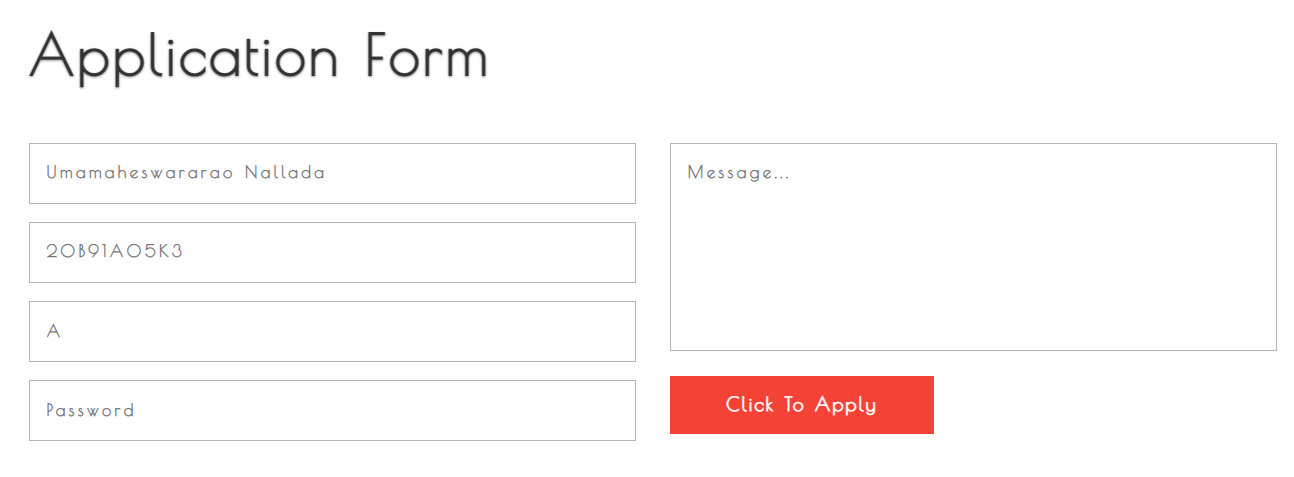 Application Form
Umamaheswararao Nallada
20B91A05K3
A
Password
Message...
Click To Apply